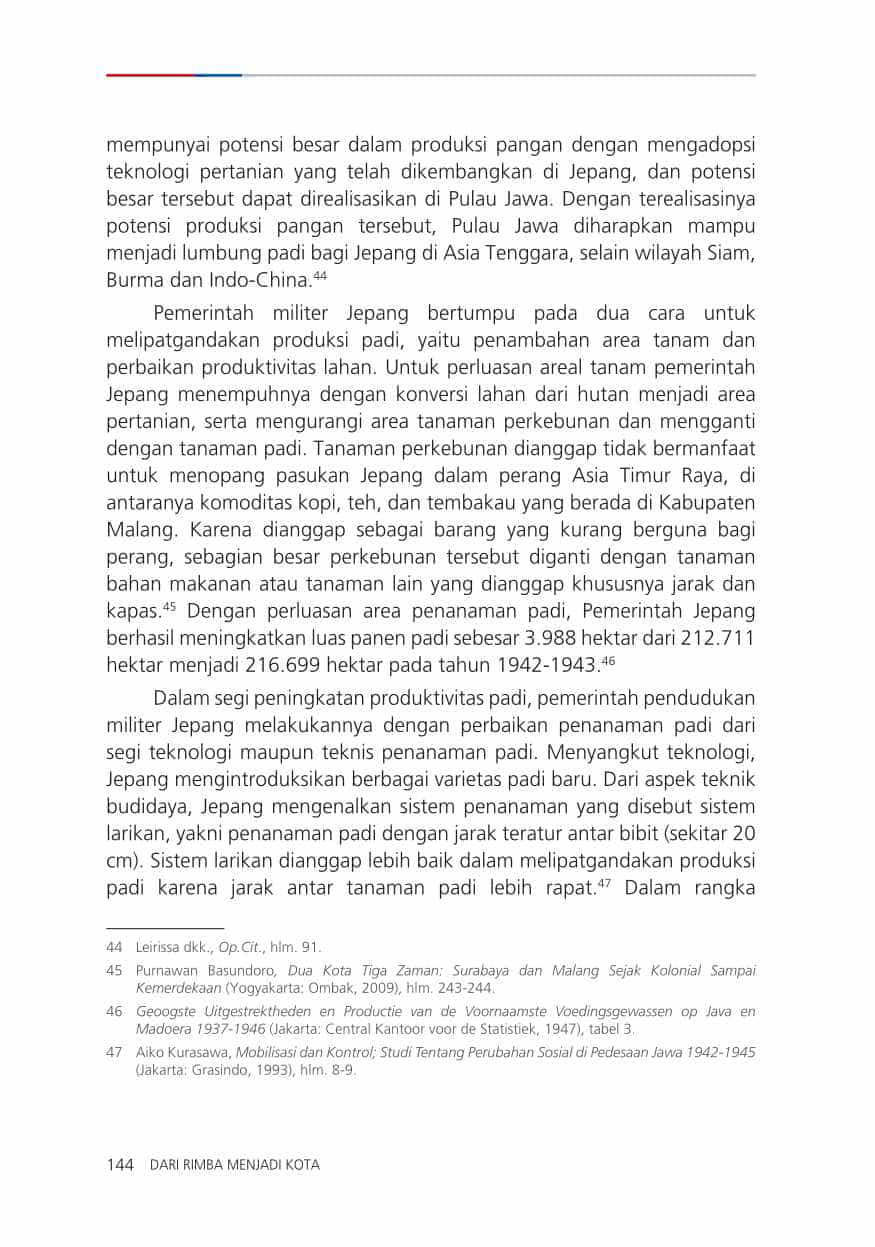 mempunyai potensi besar dalam produksi pangan dengan mengadopsi
teknologi pertanian yang telah dikembangkan di Jepang, dan potensi
besar tersebut dapat direalisasikan di Pulau Jawa. Dengan terealisasinya
potensi produksi pangan tersebut, Pulau Jawa diharapkan mampu
menjadi lumbung padi bagi Jepang di Asia Tenggara, selain wilayah Siam,
Burma dan Indo-China.44
Pemerintah militer Jepang bertumpu pada dua cara untuk
melipatgandakan produksi padi, yaitu penambahan area tanam dan
perbaikan produktivitas lahan. Untuk perluasan areal tanam pemerintah
Jepang menempuhnya dengan konversi lahan dari hutan menjadi area
pertanian, serta mengurangi area tanaman perkebunan dan mengganti
dengan tanaman padi. Tanaman perkebunan dianggap tidak bermanfaat
untuk menopang pasukan Jepang dalam perang Asia Timur Raya, di
antaranya komoditas kopi, teh, dan tembakau yang berada di Kabupaten
Malang. Karena dianggap sebagai barang yang kurang berguna bagi
perang, sebagian besar perkebunan tersebut diganti dengan tanaman
bahan makanan atau tanaman lain yang dianggap khususnya jarak dan
kapas.45 Dengan perluasan area penanaman padi, Pemerintah Jepang
berhasil meningkatkan luas panen padi sebesar 3.988 hektar dari 212.711
hektar menjadi 216.699 hektar pada tahun 1942-1943.46
Dalam segi peningkatan produktivitas padi, pemerintah pendudukan
militer Jepang melakukannya dengan perbaikan penanaman padi dari
segi teknologi maupun teknis penanaman padi. Menyangkut teknologi,
Jepang mengintroduksikan berbagai varietas padi baru. Dari aspek teknik
budidaya, Jepang mengenalkan sistem penanaman yang disebut sistem
larikan, yakni penanaman padi dengan jarak teratur antar bibit (sekitar 20
cm). Sistem larikan dianggap lebih baik dalam melipatgandakan produksi
padi karena jarak antar tanaman padi lebih rapat.47 Dalam rangka
44 Leirissa dkk., Op.Cit., hlm. 91.
45 Purnawan Basundoro, Dua Kota Tiga Zaman: Surabaya dan Malang Sejak Kolonial Sampai
Kemerdekaan (Yogyakarta: Ombak, 2009), hlm. 243-244.
46 Geoogste Uitgestrektheden en Productie van de Voornaamste Voedingsgewassen op Java en
Madoera 1937-1946 (Jakarta: Central Kantoor voor de Statistiek, 1947), tabel 3.
47 Aiko Kurasawa, Mobilisasi dan Kontrol; Studi Tentang Perubahan Sosial di Pedesaan Jawa 1942-1945
(Jakarta: Grasindo, 1993), hlm. 8-9.
144 DARI RIMBA MENJADI KOTA